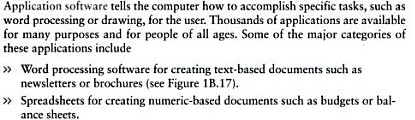 Application software tells the computer how to accomplish specific tasks, such as
word processing or drawing, for the user. Thousands of applications are available
for many purposes and for people of all ages. Some of the major categories of
these applications include
» Word processing software for creating text-based documents such as
newsletters or brochures (see Figure 1B.17).
» Spreadsheets for creating numeric-based documents such as budgets or bal-
ance sheets.